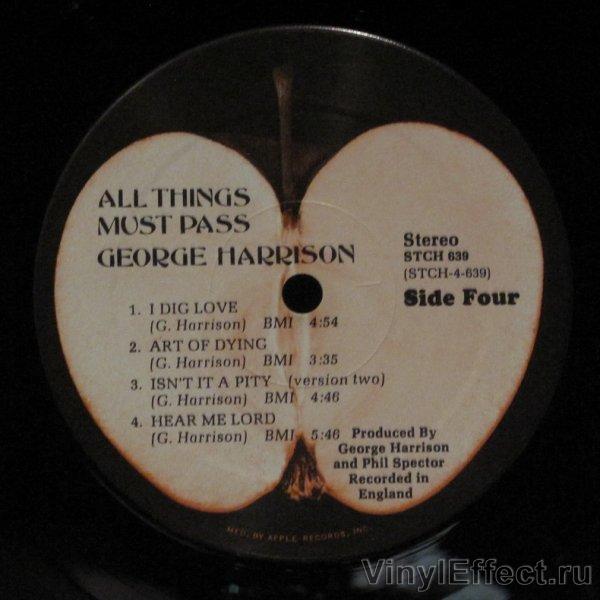 ALL THINGS
MUST PASS
GEORGE HARRISON
Stereo
STCH 639
(STCH-4-639)
Side Four
1. I DIG LOVE
(G. Harrison) BMI 4:54
2. ART OF DYING
(G. Harrison) BMI 3:35
3. ISN'T IT A PITY (version two)
(G. Harrison) BMI 4:46
4. HEAR ME LORD
(G. Harrison) BMI 5:46
Produced By
George Harrison
and Phil Spector
Recorded in
England
MFD. BY APPLE RECORDS, INC.
VinylEffect.ru